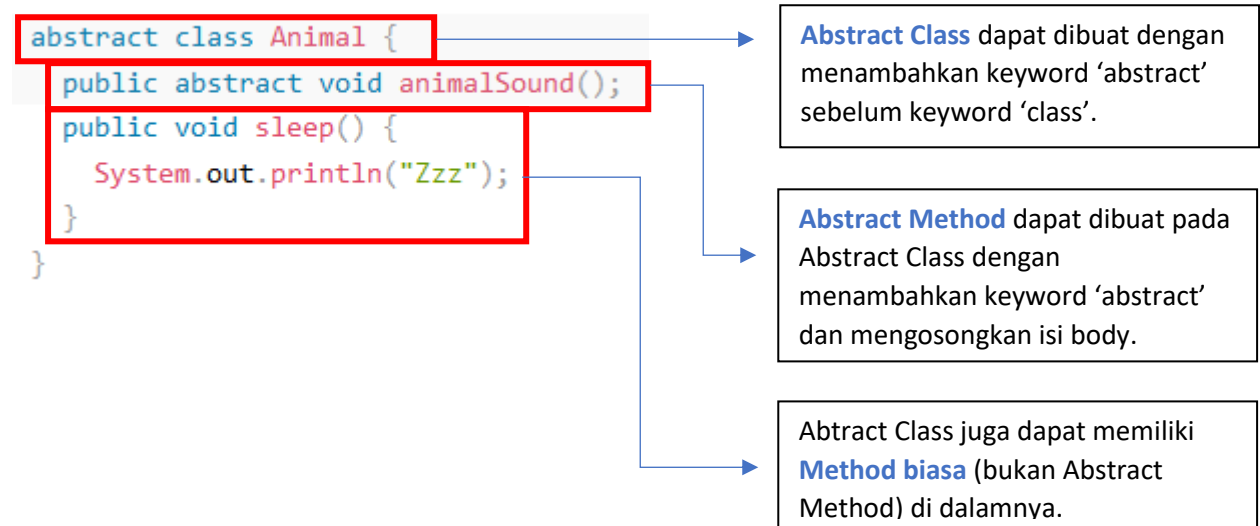 abstract class Animal {
public abstract void animalSound();
public void sleep() {
System.out.println("Zzz");
}
}
Abstract Class dapat dibuat dengan
menambahkan keyword ‘abstract’
sebelum keyword ‘class’.
Abstract Method dapat dibuat pada
Abstract Class dengan
menambahkan keyword ‘abstract’
dan mengosongkan isi body.
Abtract Class juga dapat memiliki
Method biasa (bukan Abstract
Method) di dalamnya.